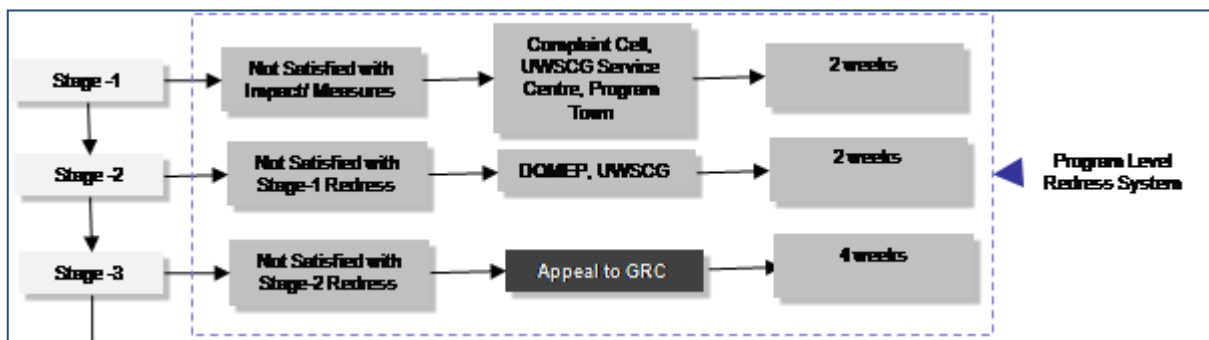 Stage -1
Not Satisfied with
Impact/ Measures
Complaint Cell,
UWSCG Service
Centre, Program
Town
2 weeks
Stage -2
Not Satisfied with
Stage-1 Redress
DOMEP, UWSCG
2 weeks
Program Level
Redress System
Stage -3
Not Satisfied with
Stage-2 Redress
Appeal to GRC
4 weeks